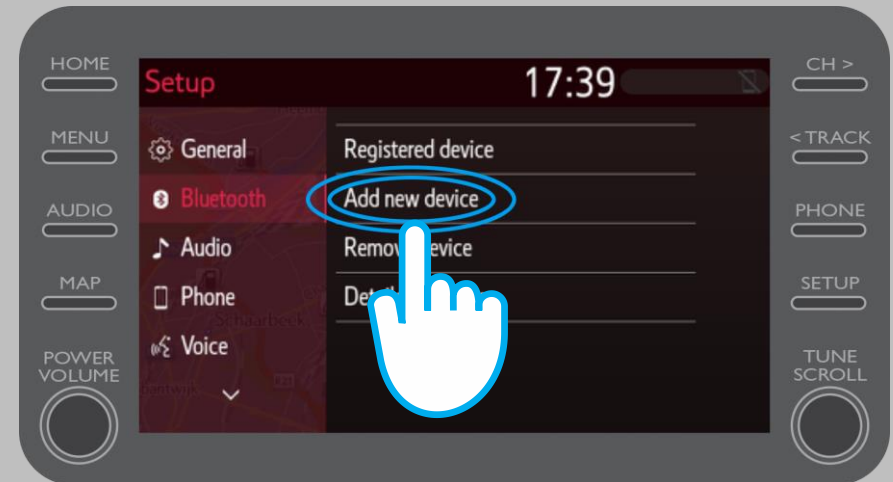 HOME
CH >
Setup
17:39
MENU
< TRACK
General
Registered device
Bluetooth
Add new device
AUDIO
PHONE
Audio
MAP
SETUP
Phone
Schaarbeek
Voice
POWER
VOLUME
TUNE
SCROLL